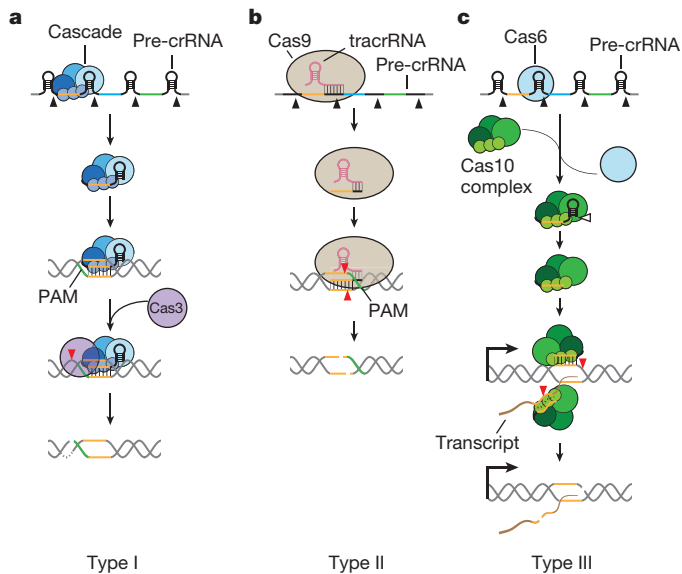 a
Cascade
Pre-crRNA
PAM
Cas3
Type I
b
Cas9
tracrRNA
Pre-crRNA
PAM
Type II
c
Cas6
Pre-crRNA
Cas10
complex
Transcript
Type III